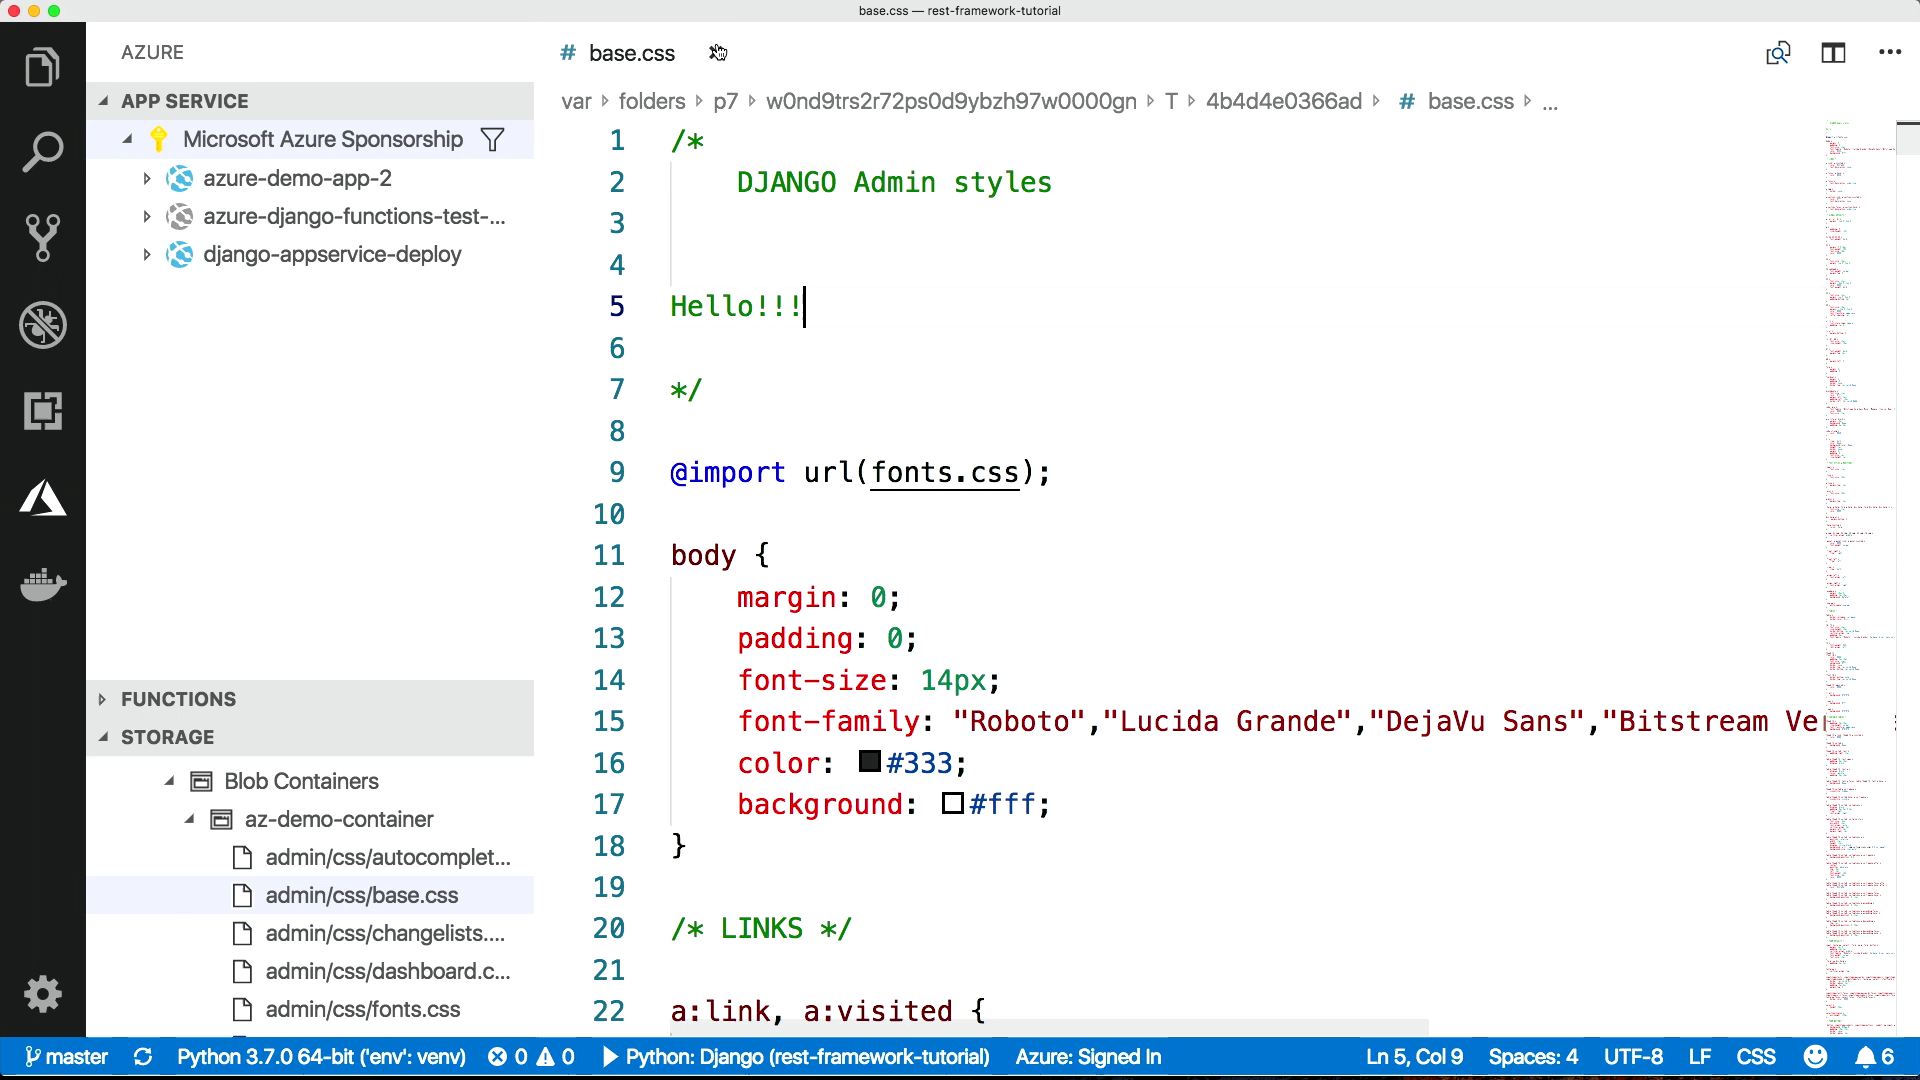 base.css — rest-framework-tutorial
AZURE
APP SERVICE
Microsoft Azure Sponsorship
azure-demo-app-2
azure-django-functions-test-...
django-appservice-deploy
FUNCTIONS
STORAGE
Blob Containers
az-demo-container
admin/css/autocomplet...
admin/css/base.css
admin/css/changelists....
admin/css/dashboard.c...
admin/css/fonts.css
# base.css
var folders p7 w0nd9trs2r72ps0d9ybzh97w0000gn T 4b4d4e0366ad # base.css ...
1 /*
2 DJANGO Admin styles
3
4
5 Hello!!!
6
7 */
8
9 @import url(fonts.css);
10
11 body {
12 margin: 0;
13 padding: 0;
14 font-size: 14px;
15 font-family: "Roboto","Lucida Grande","DejaVu Sans","Bitstream Ver
16 color: #333;
17 background: #fff;
18 }
19
20 /* LINKS */
21
22 a:link, a:visited {
master Python 3.7.0 64-bit ('env': venv) 0 0 Python: Django (rest-framework-tutorial) Azure: Signed In Ln 5, Col 9 Spaces: 4 UTF-8 LF CSS 6